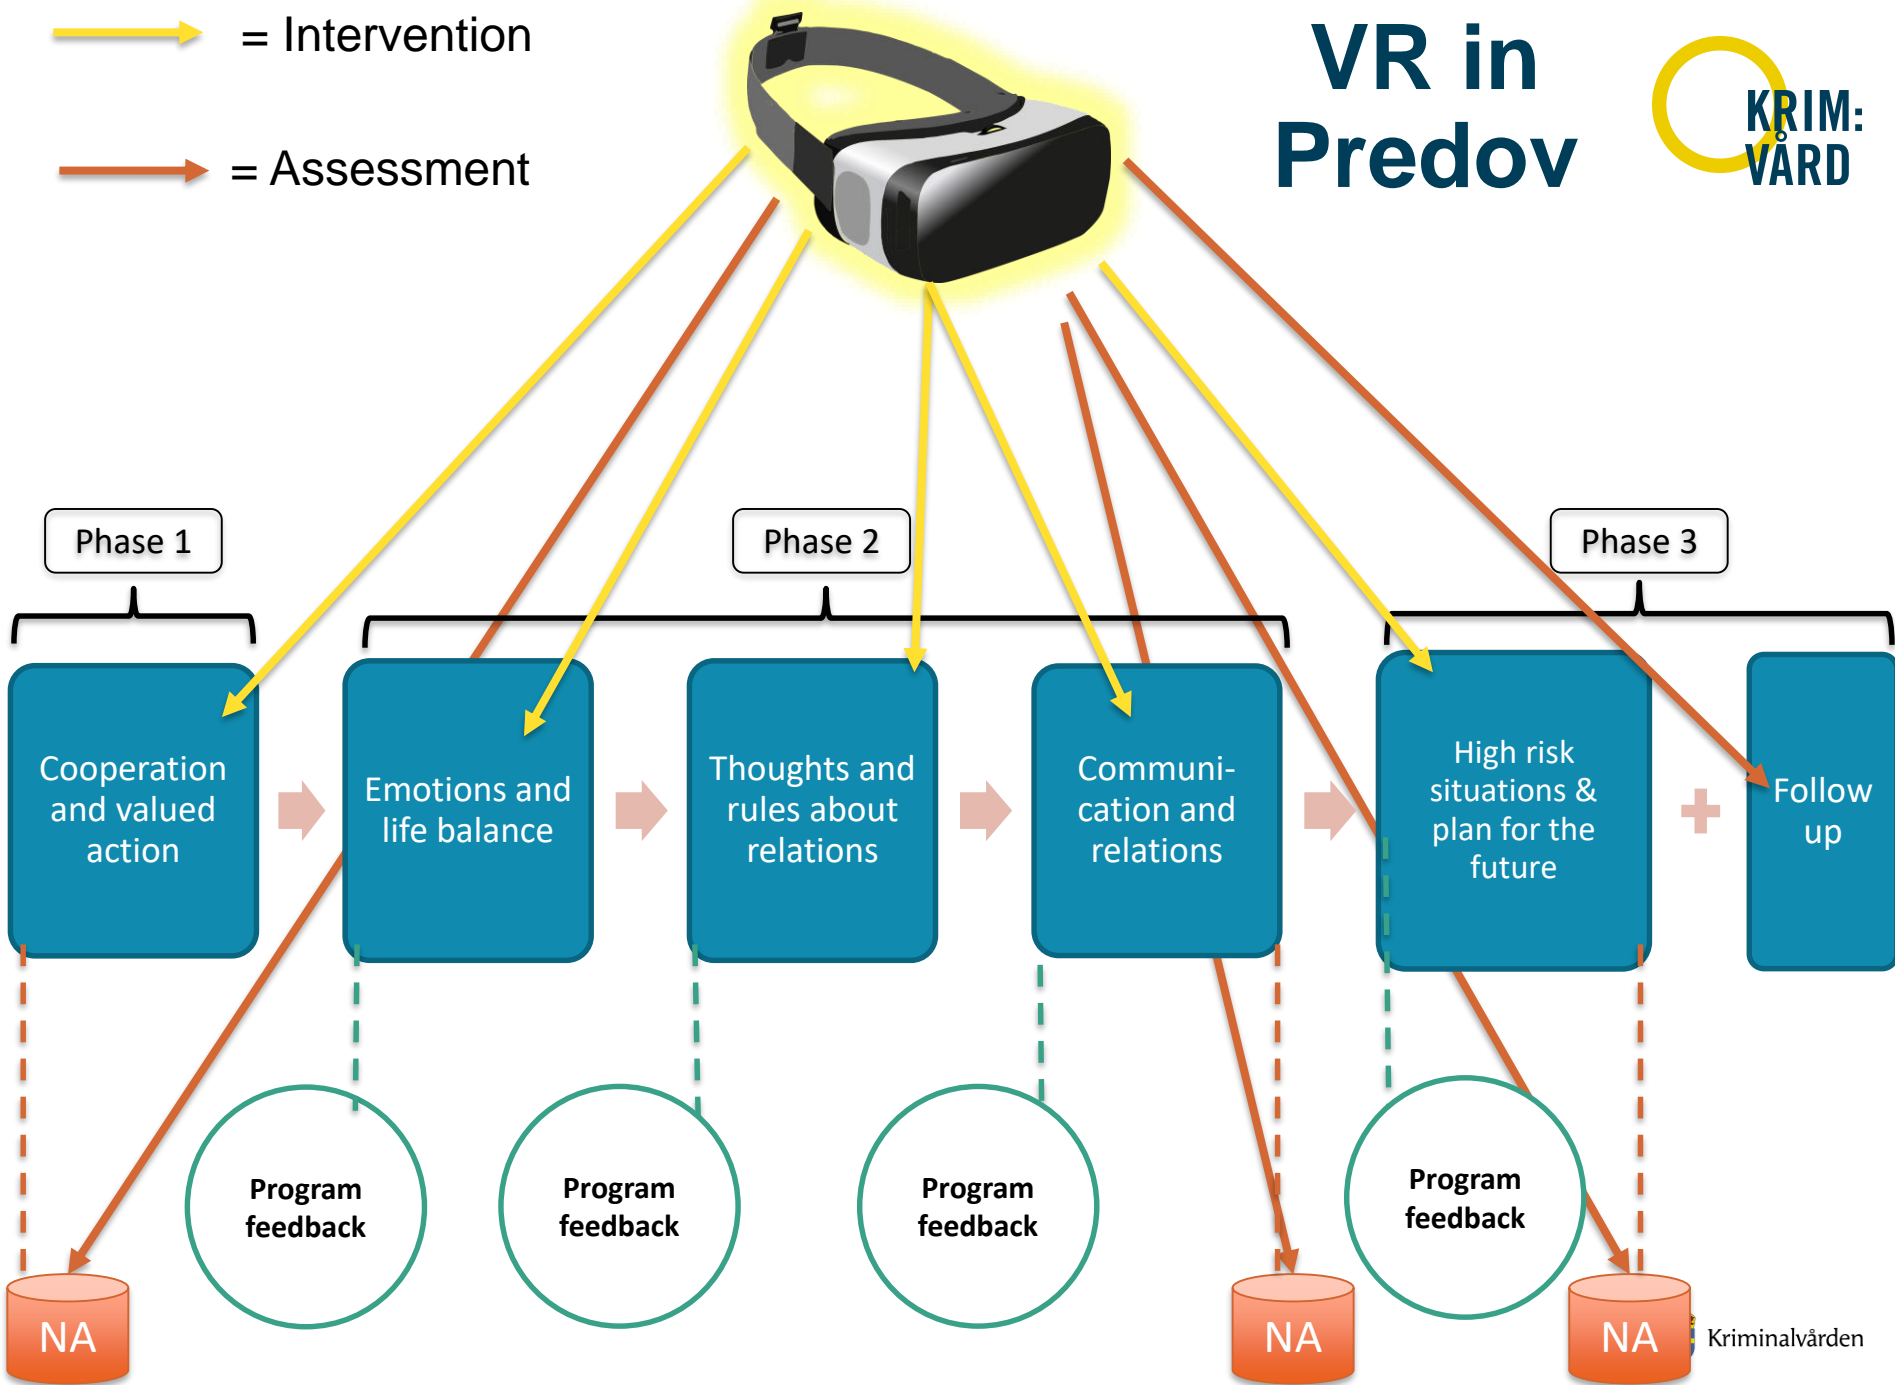 = Intervention
= Assessment
VR in
Predov
KRIM:
VÅRD
Phase 1
Phase 2
Phase 3
Cooperation
and valued
action
Emotions and
life balance
Thoughts and
rules about
relations
Communi-
cation and
relations
High risk
situations &
plan for the
future
Follow
up
Program
feedback
Program
feedback
Program
feedback
Program
feedback
NA
NA
NA
Kriminalvården